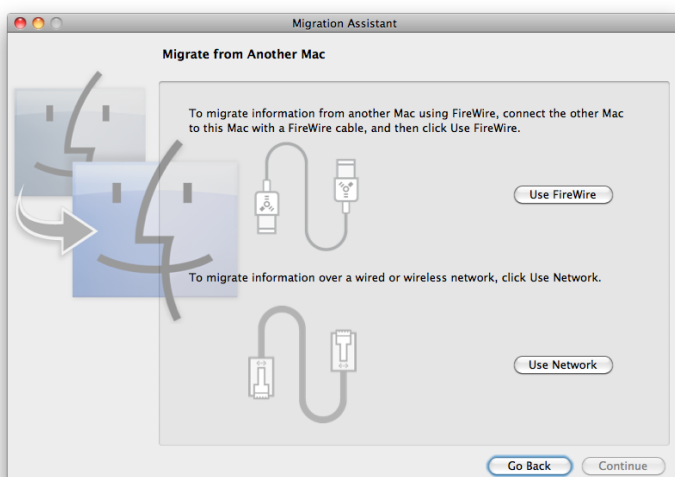 Migration Assistant
Migrate from Another Mac
To migrate information from another Mac using FireWire, connect the other Mac
to this Mac with a FireWire cable, and then click Use FireWire.
Use FireWire
To migrate information over a wired or wireless network, click Use Network.
Use Network
Go Back
Continue